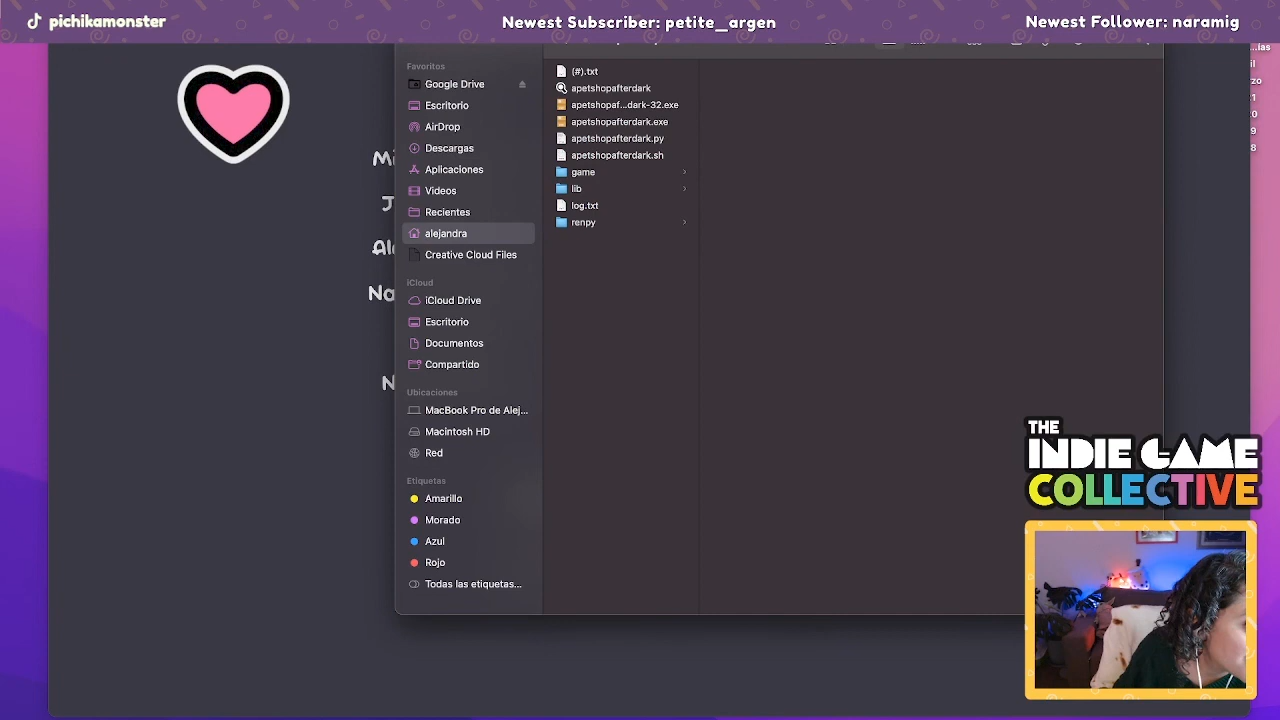 pichikamonster
Newest Subscriber: petite_argen
Newest Follower: naramig
Favoritos
Google Drive
Escritorio
AirDrop
Descargas
Aplicaciones
Videos
Recientes
alejandra
Creative Cloud Files
iCloud
iCloud Drive
Escritorio
Documentos
Compartido
Ubicaciones
MacBook Pro de Alej...
Macintosh HD
Red
Etiquetas
Amarillo
Morado
Azul
Rojo
Todas las etiquetas...
(#).txt
apetshopafterdark
apetshopaf...dark-32.exe
apetshopafterdark.exe
apetshopafterdark.py
apetshopafterdark.sh
game
lib
log.txt
renpy
THE
INDIE GAME
COLLECTIVE